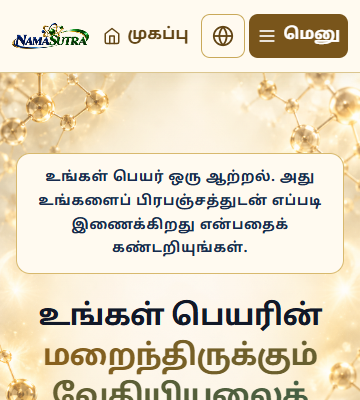 NAMASUTRA
முகப்பு
மெனு
உங்கள் பெயர் ஒரு ஆற்றல். அது
உங்களைப் பிரபஞ்சத்துடன் எப்படி
இணைக்கிறது என்பதைக்
கண்டறியுங்கள்.
உங்கள் பெயரின்
மறைந்திருக்கும்
வேதியியலைக்